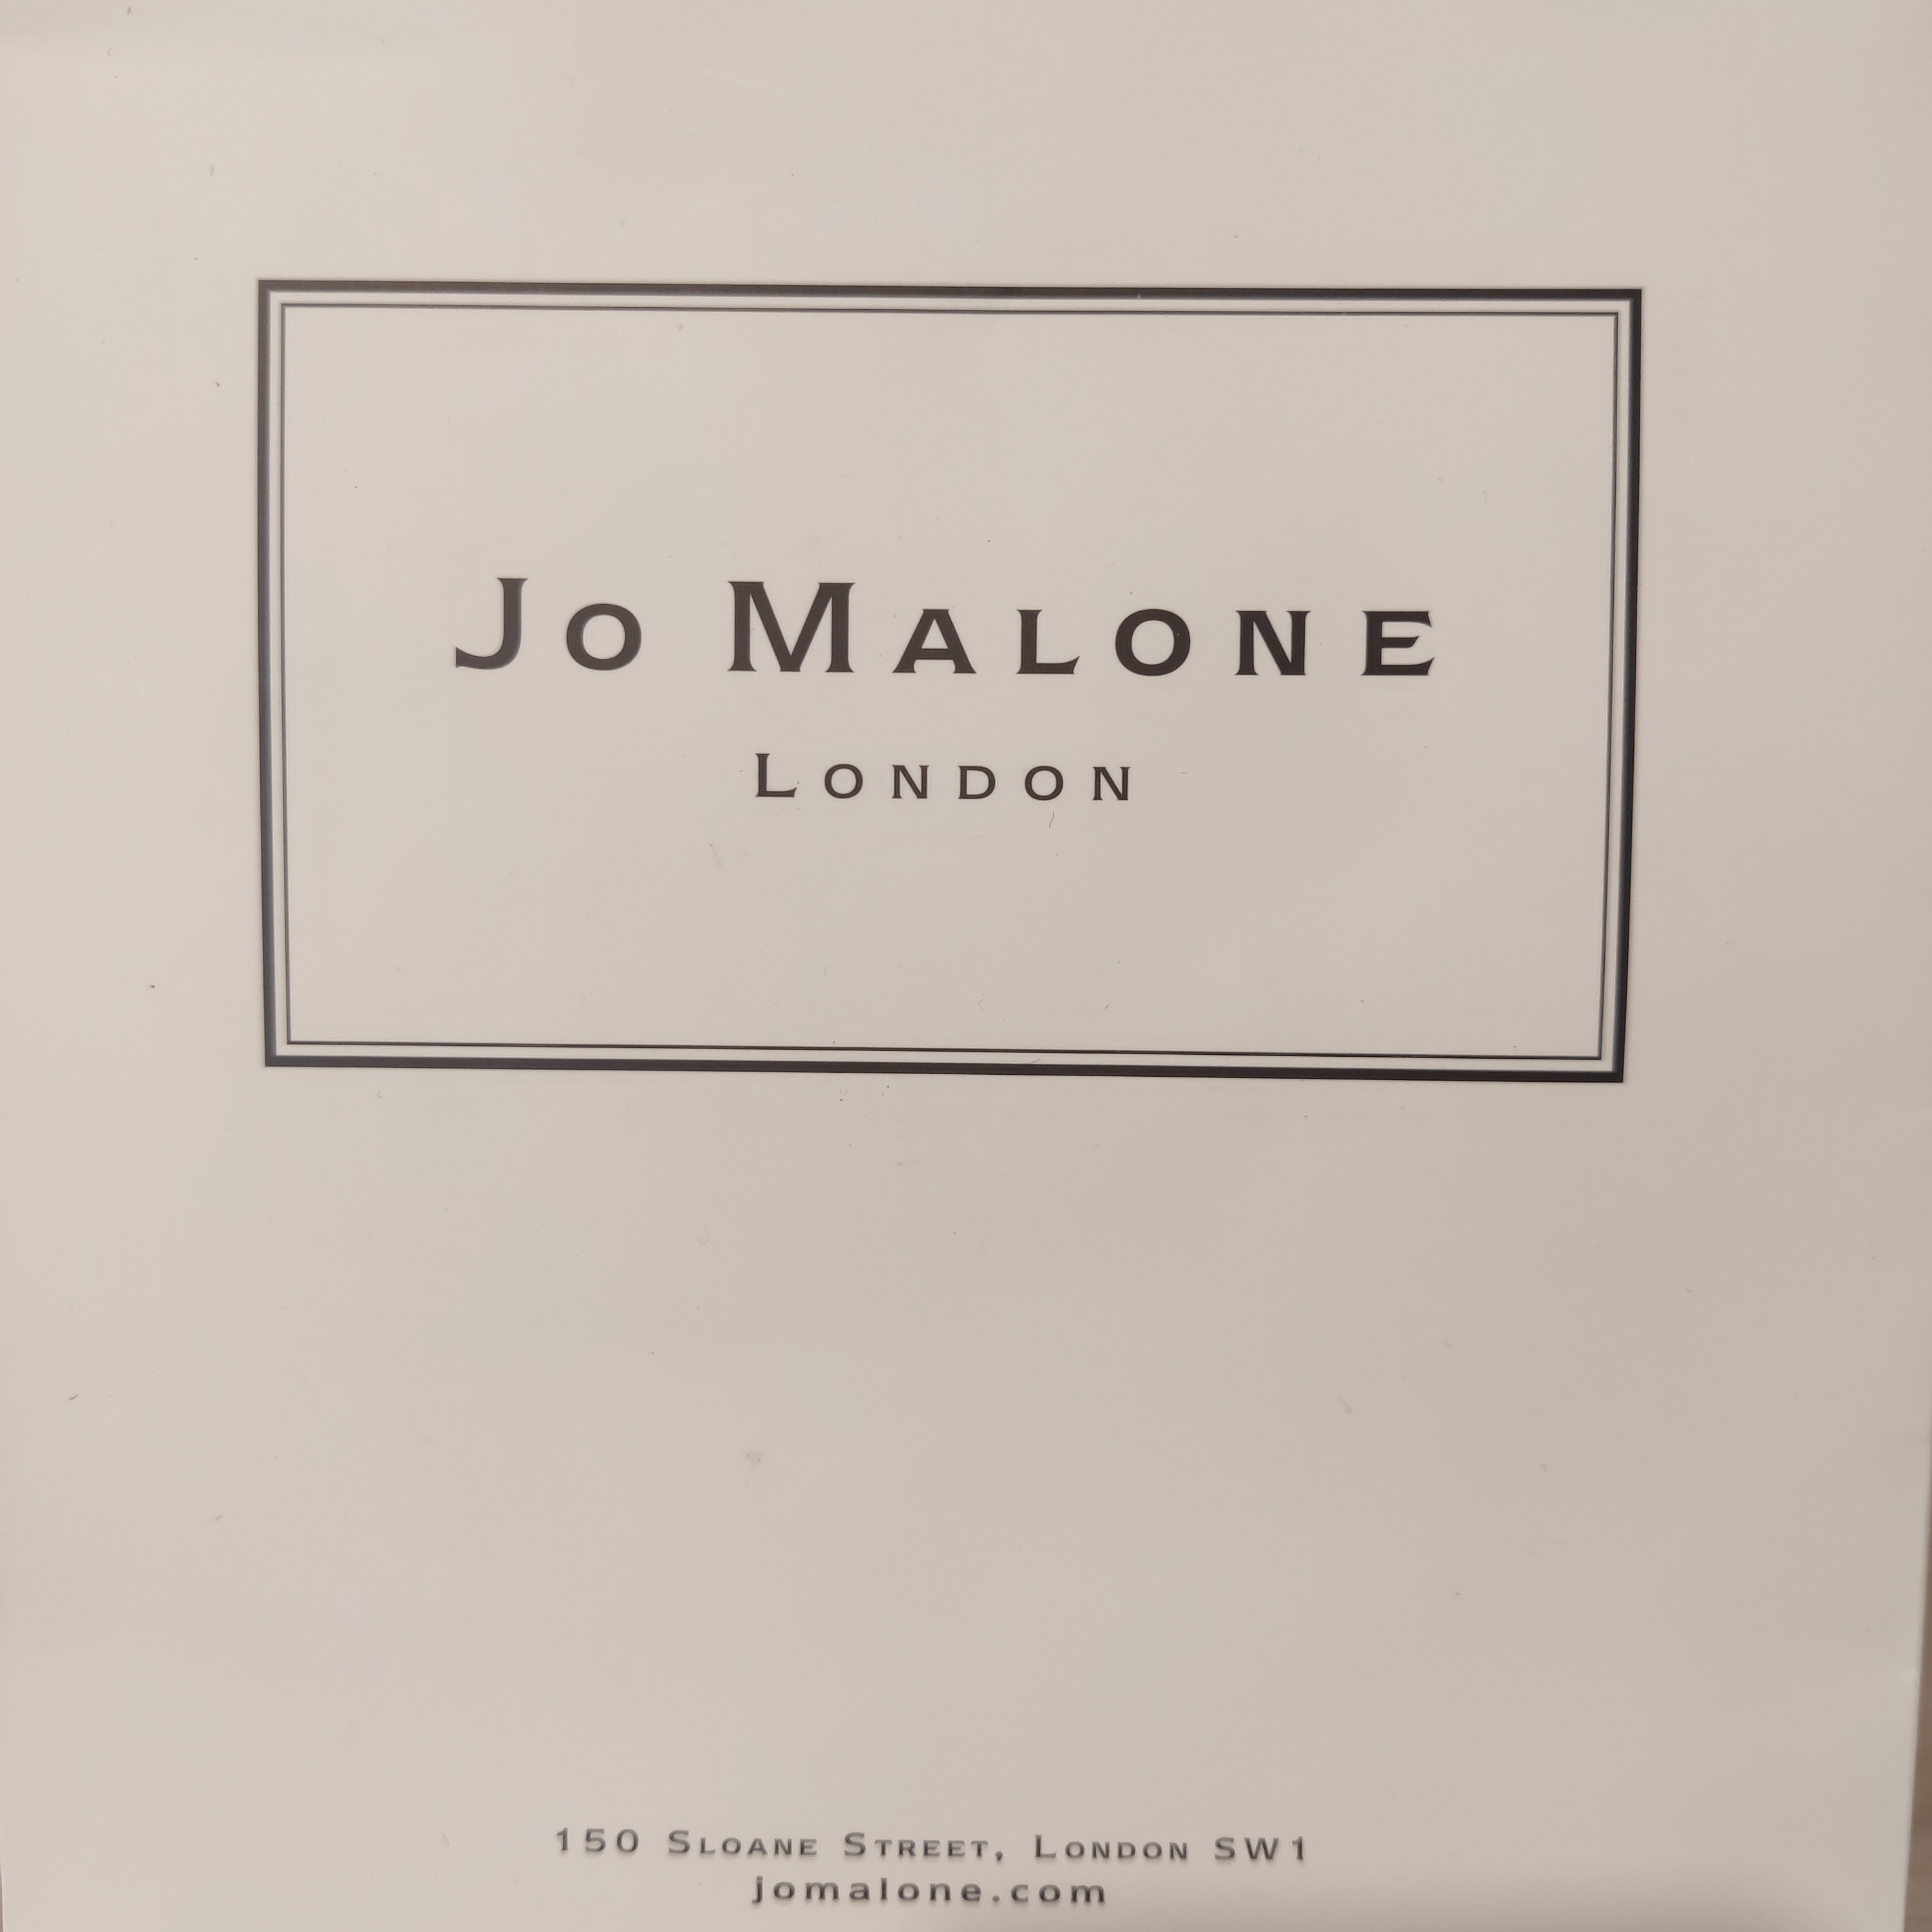 Jo Malone
London
150 Sloane Street, London SW1
jomalone.com